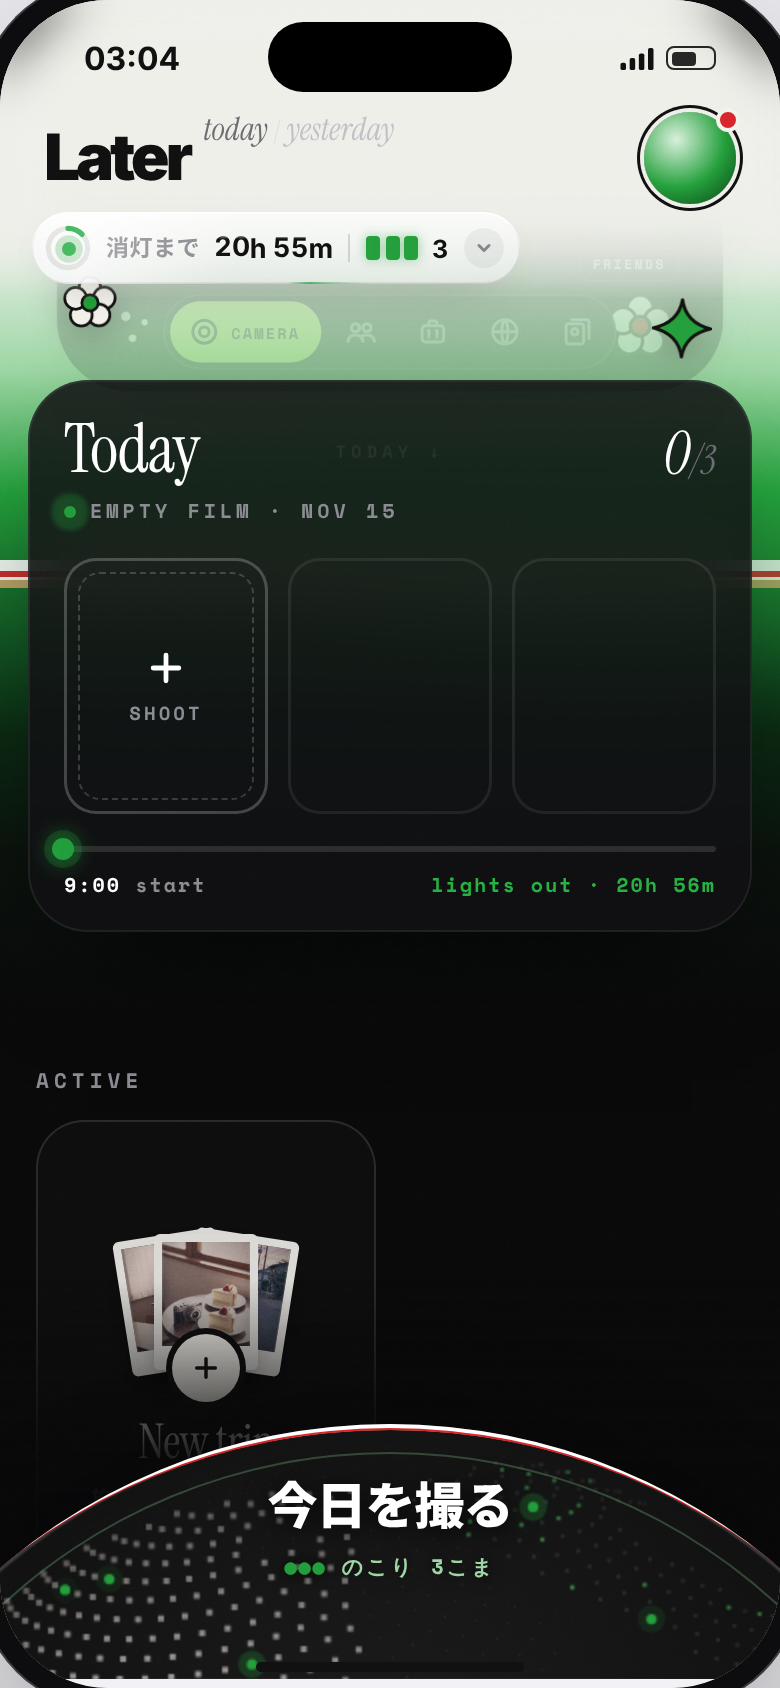 03:04
Later today / yesterday
消灯まで 20h 55m 3
FRIENDS
CAMERA
Today TODAY ↓ 0/3
EMPTY FILM · NOV 15
+
SHOOT
9:00 start lights out · 20h 56m
ACTIVE
New trip
今日を撮る
のこり 3こま